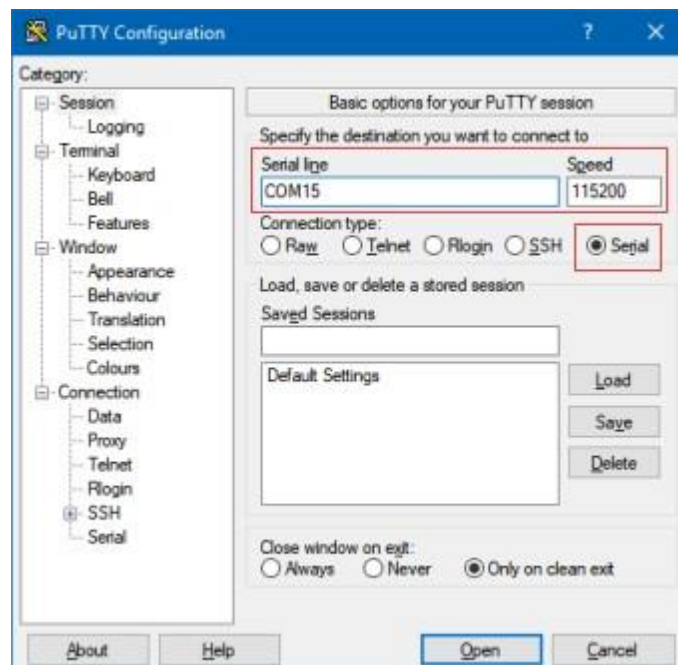 PuTTY Configuration ? ×
Category:
Session
Logging
Terminal
Keyboard
Bell
Features
Window
Appearance
Behaviour
Translation
Selection
Colours
Connection
Data
Proxy
Telnet
Rlogin
SSH
Serial
Basic options for your PuTTY session
Specify the destination you want to connect to
Serial line Speed
COM15 115200
Connection type:
Raw Telnet Rlogin SSH Serial
Load, save or delete a stored session
Saved Sessions
Default Settings
Load
Save
Delete
Close window on exit:
Always Never Only on clean exit
About Help Open Cancel